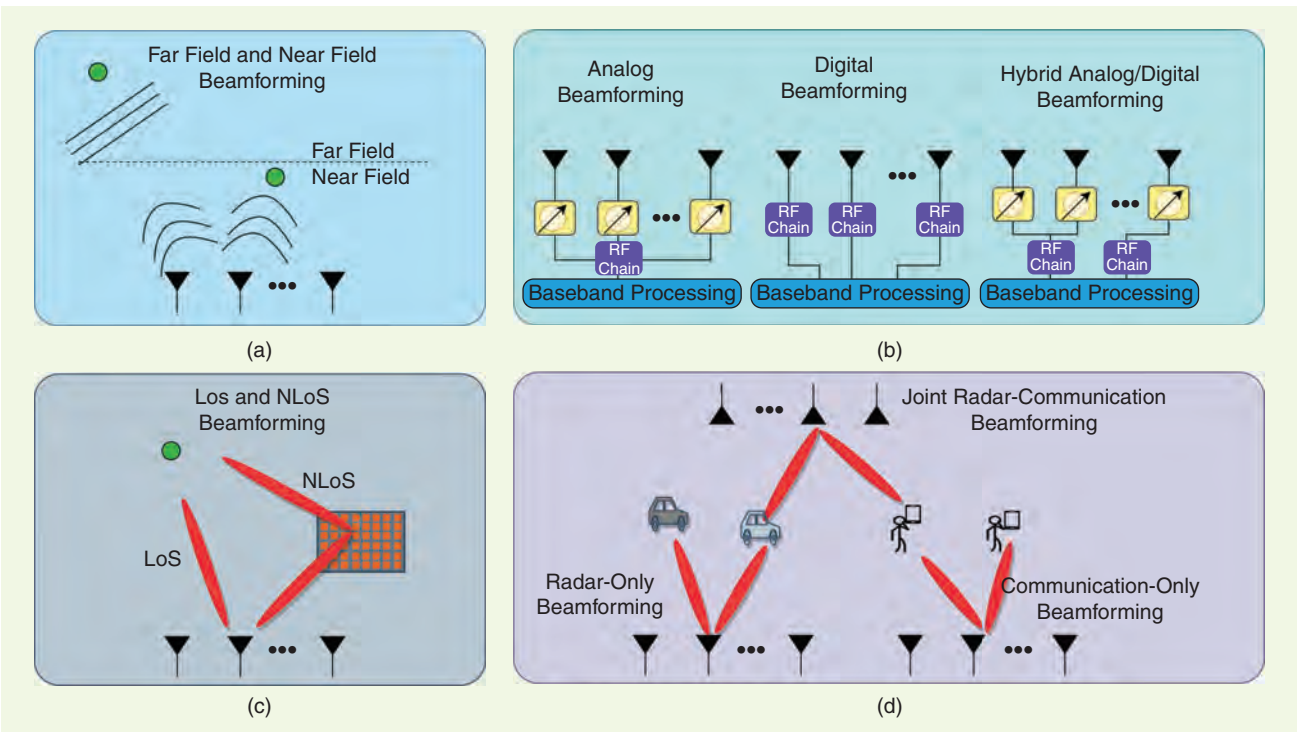 Far Field and Near Field
Beamforming
Far Field
Near Field
(a)
Analog
Beamforming
Digital
Beamforming
Hybrid Analog/Digital
Beamforming
RF
Chain
RF
Chain
RF
Chain
RF
Chain
RF
Chain
RF
Chain
Baseband Processing
Baseband Processing
Baseband Processing
(b)
Los and NLoS
Beamforming
NLoS
LoS
(c)
Joint Radar-Communication
Beamforming
Radar-Only
Beamforming
Communication-Only
Beamforming
(d)